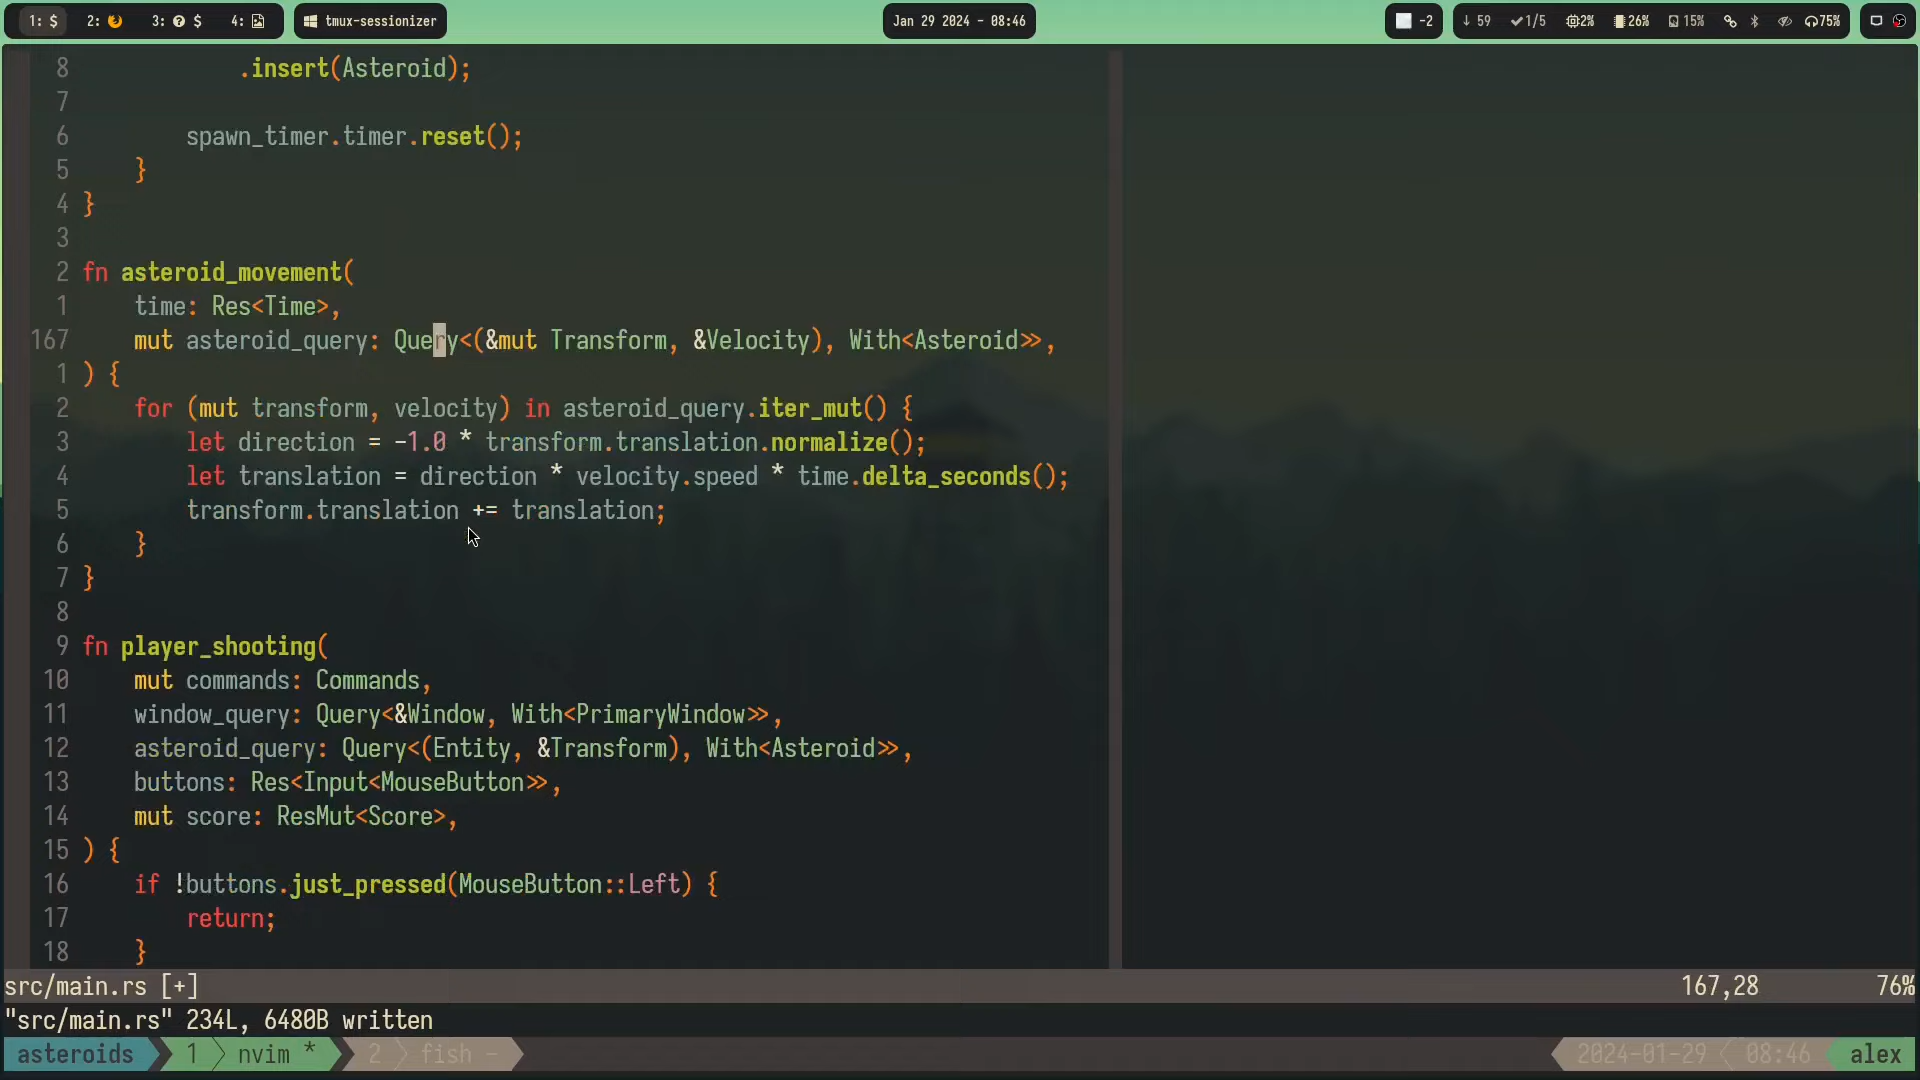 1: $ 2: 3: $ 4: tmux-sessionizer Jan 29 2024 - 08:46 -2 ↓ 59 ✓1/5 2% 26% 15% 75%
8 .insert(Asteroid);
7
6 spawn_timer.timer.reset();
5 }
4 }
3
2 fn asteroid_movement(
1 time: Res<Time>,
167 mut asteroid_query: Query<(&mut Transform, &Velocity), With<Asteroid>>,
1 ) {
2 for (mut transform, velocity) in asteroid_query.iter_mut() {
3 let direction = -1.0 * transform.translation.normalize();
4 let translation = direction * velocity.speed * time.delta_seconds();
5 transform.translation += translation;
6 }
7 }
8
9 fn player_shooting(
10 mut commands: Commands,
11 window_query: Query<&Window, With<PrimaryWindow>>,
12 asteroid_query: Query<(Entity, &Transform), With<Asteroid>>,
13 buttons: Res<Input<MouseButton>>,
14 mut score: ResMut<Score>,
15 ) {
16 if !buttons.just_pressed(MouseButton::Left) {
17 return;
18 }
src/main.rs [+] 167,28 76%
"src/main.rs" 234L, 6480B written
asteroids 1 nvim * 2 fish - 2024-01-29 08:46 alex